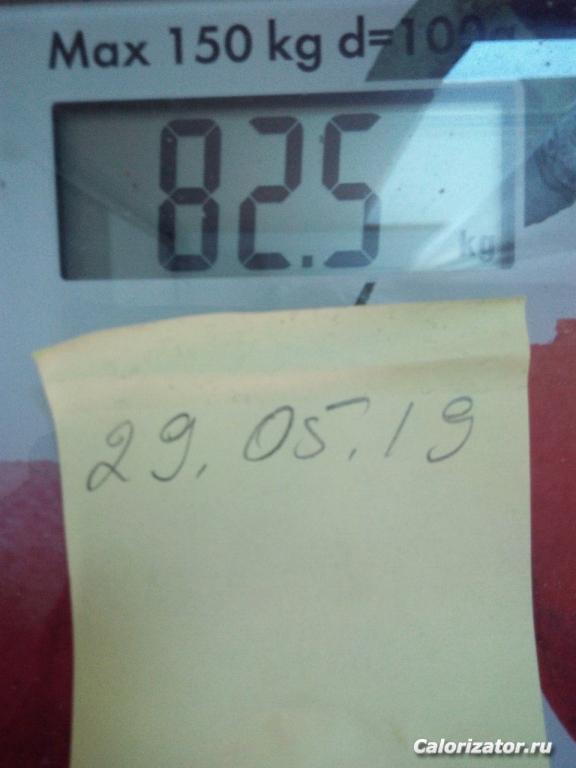 Max 150 kg d=100g
82.5 kg
29.05.19
Calorizator.ru